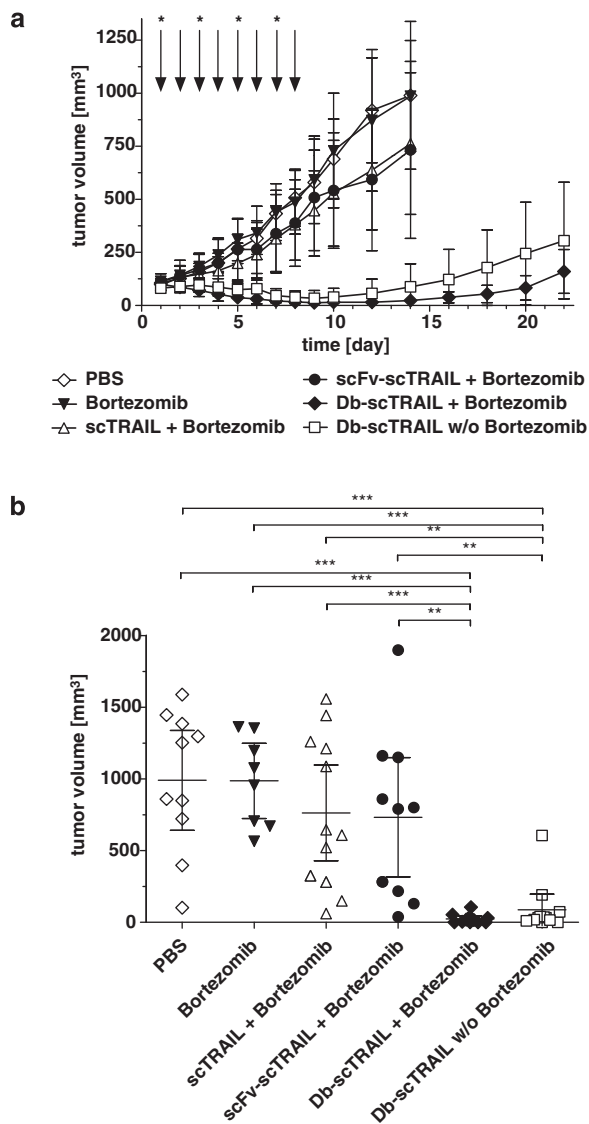 a
* * * *
tumor volume [mm³]
1250
1000
750
500
250
0
0 5 10 15 20
time [day]
PBS
Bortezomib
scTRAIL + Bortezomib
scFv-scTRAIL + Bortezomib
Db-scTRAIL + Bortezomib
Db-scTRAIL w/o Bortezomib
b
***
***
**
**
***
***
***
**
tumor volume [mm³]
2000
1500
1000
500
0
PBS
Bortezomib
scTRAIL + Bortezomib
scFv-scTRAIL + Bortezomib
Db-scTRAIL + Bortezomib
Db-scTRAIL w/o Bortezomib